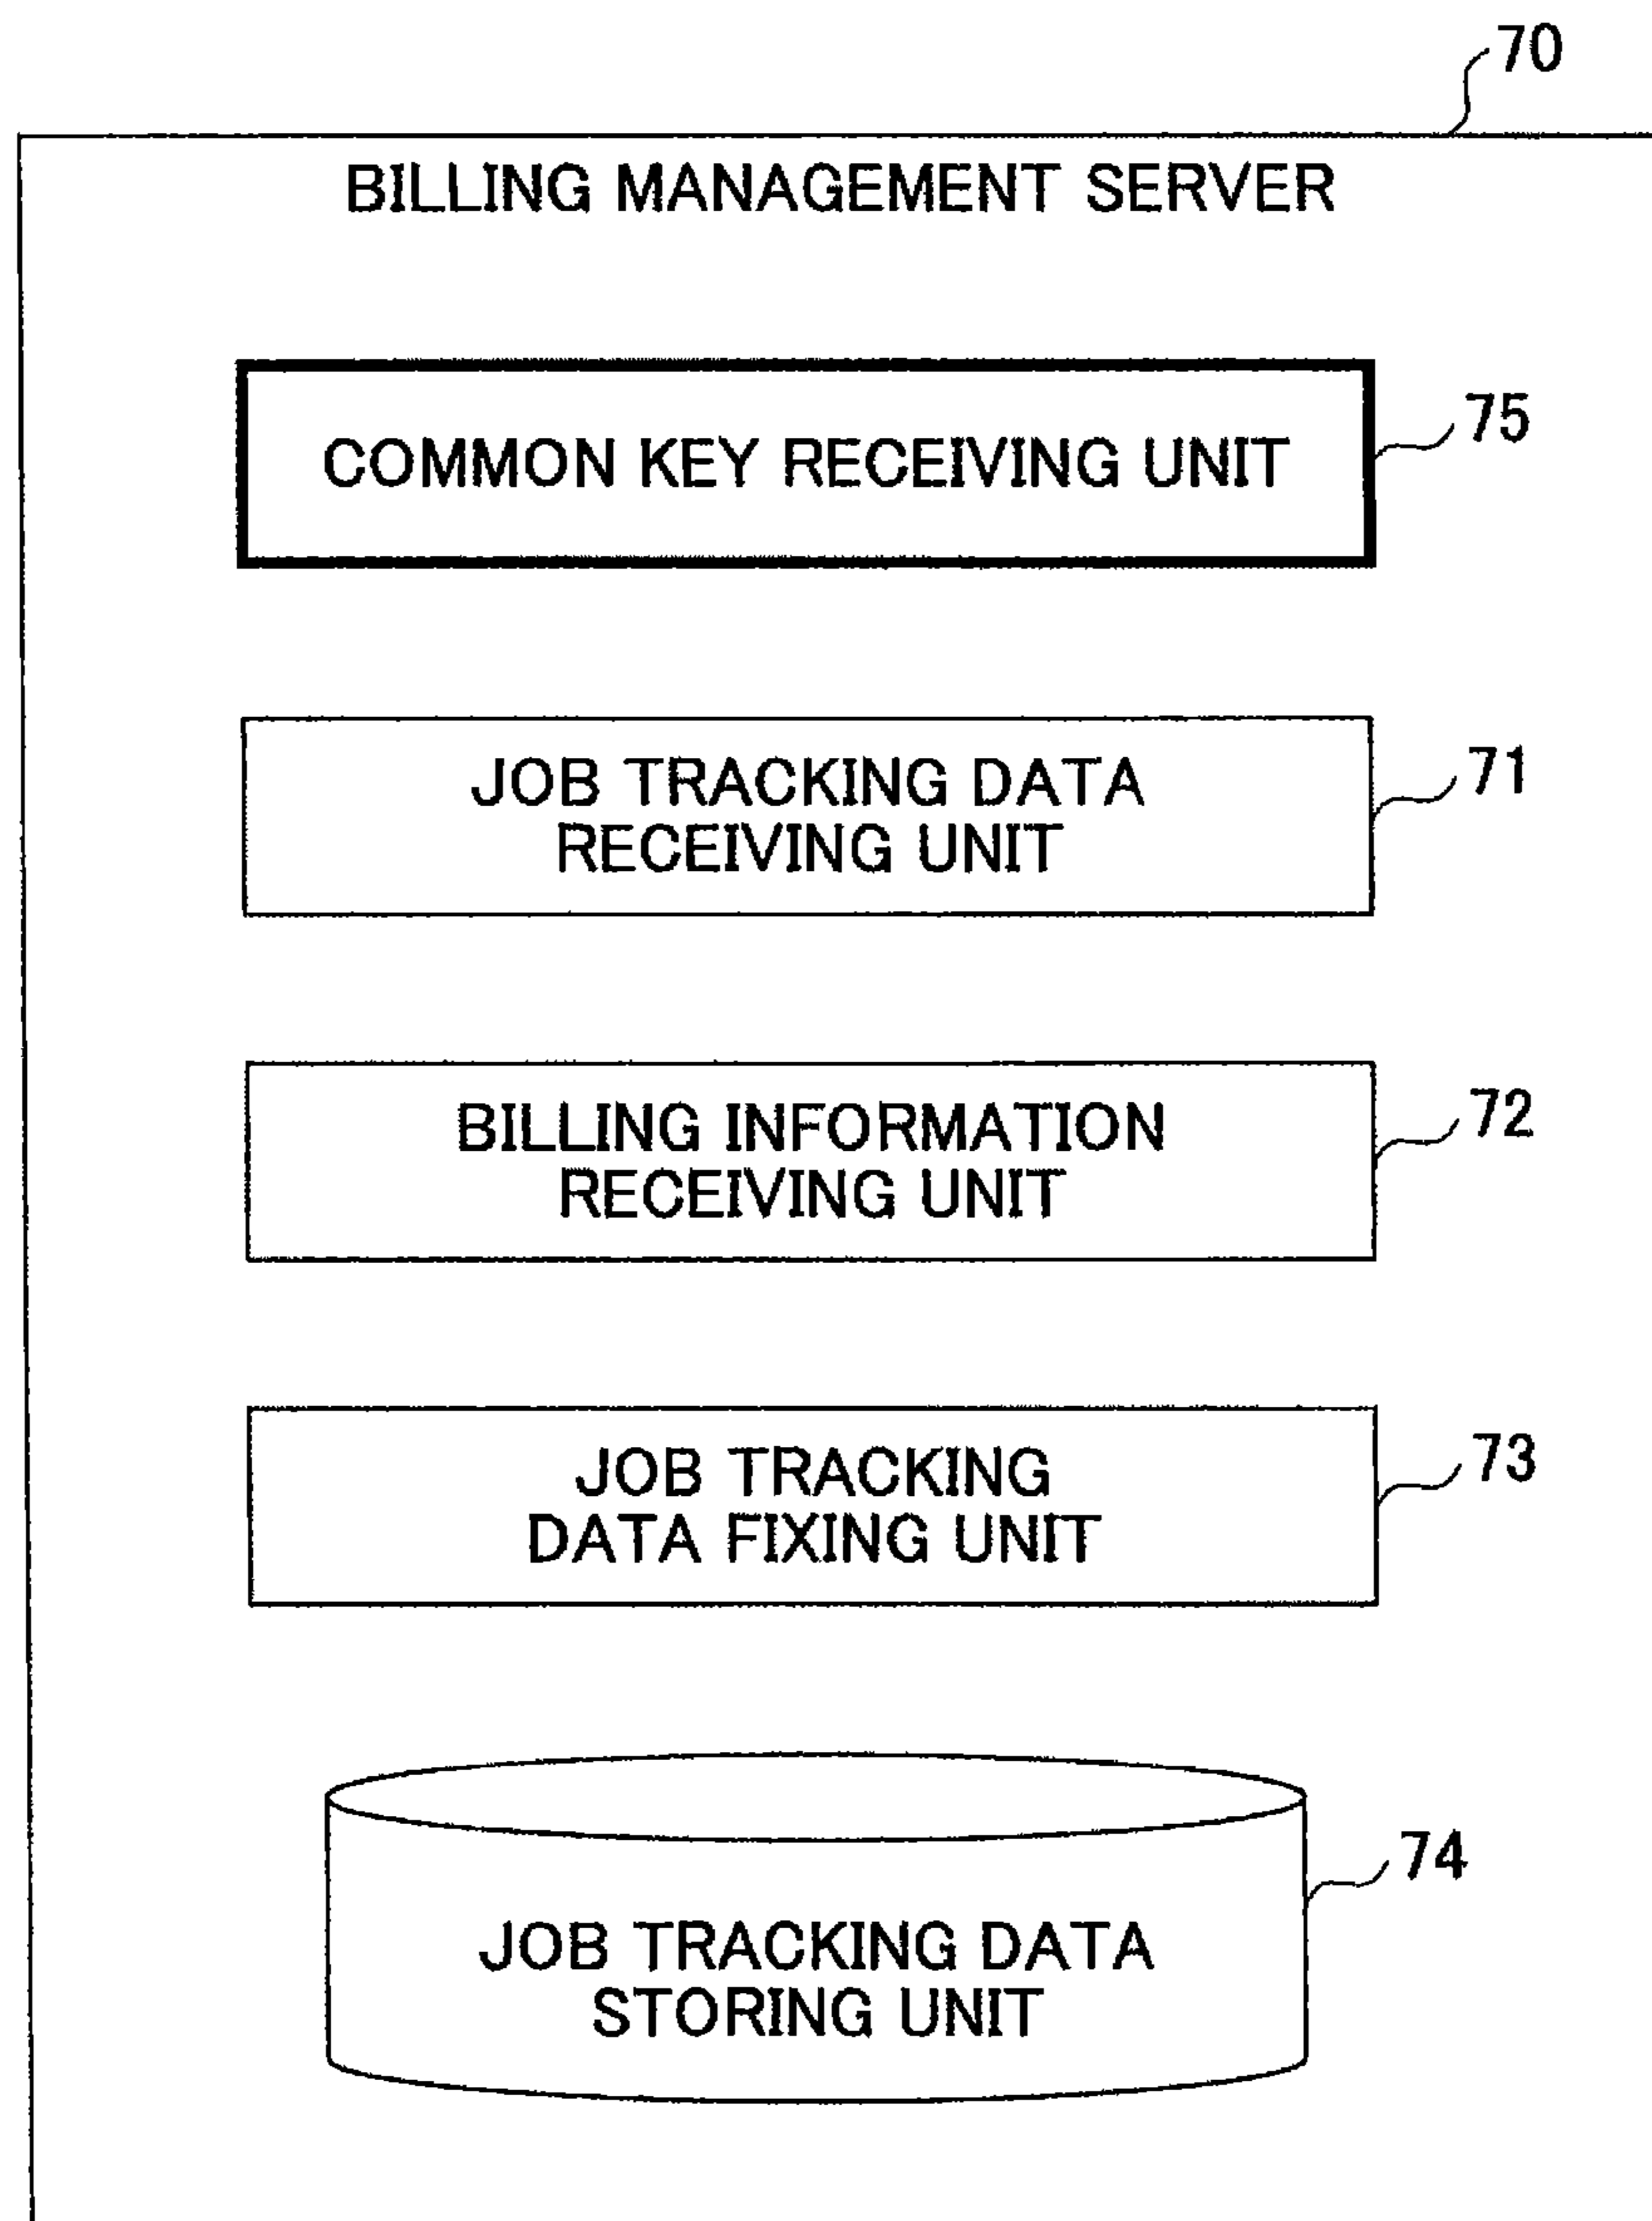 70
BILLING MANAGEMENT SERVER
COMMON KEY RECEIVING UNIT
75
JOB TRACKING DATA
RECEIVING UNIT
71
BILLING INFORMATION
RECEIVING UNIT
72
JOB TRACKING
DATA FIXING UNIT
73
JOB TRACKING DATA
STORING UNIT
74